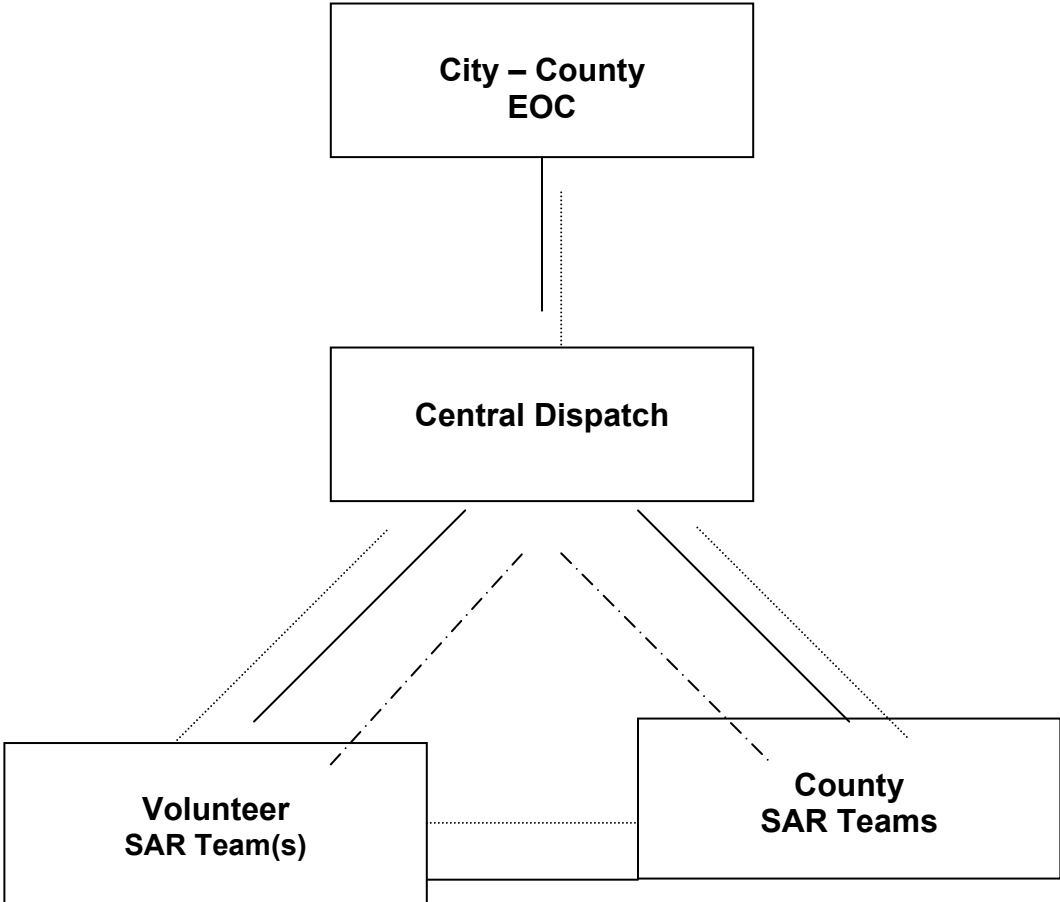 City – County
EOC
Central Dispatch
Volunteer
SAR Team(s)
County
SAR Teams